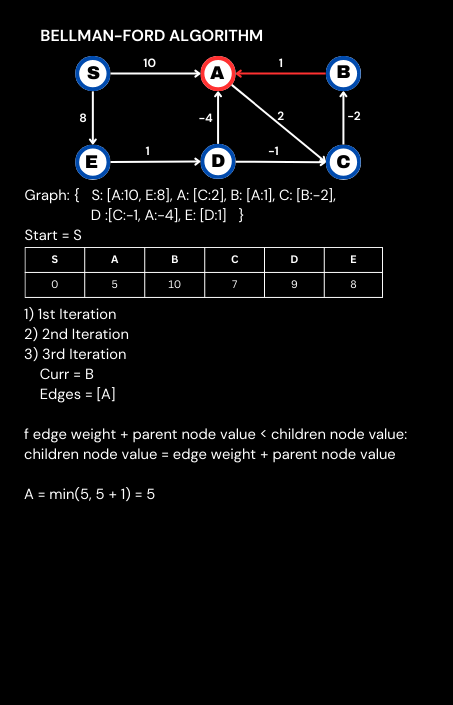 BELLMAN-FORD ALGORITHM
S 10 A 1 B
8 -4 2 -2
E 1 D -1 C
Graph: { S: [A:10, E:8], A: [C:2], B: [A:1], C: [B:-2],
D :[C:-1, A:-4], E: [D:1] }
Start = S
S A B C D E
0 5 10 7 9 8
1) 1st Iteration
2) 2nd Iteration
3) 3rd Iteration
Curr = B
Edges = [A]
f edge weight + parent node value < children node value:
children node value = edge weight + parent node value
A = min(5, 5 + 1) = 5